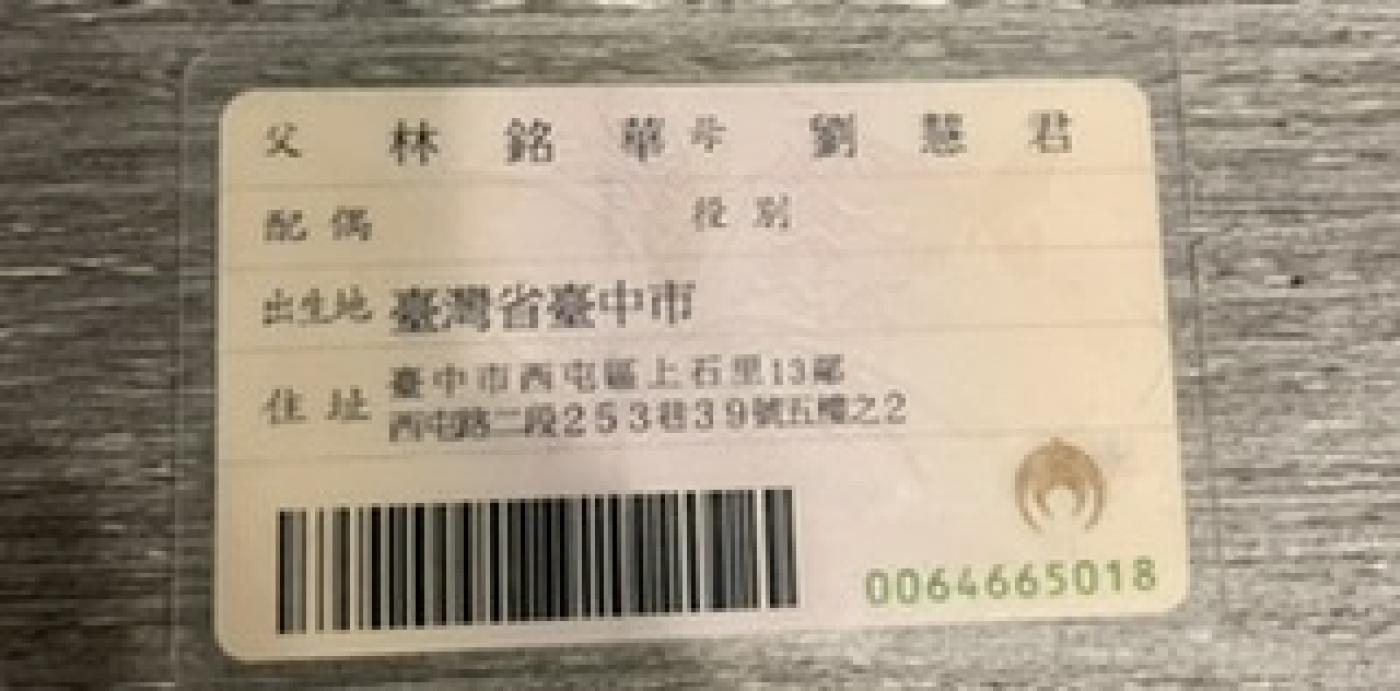 父 林銘華 母 劉慧君
配偶 役別
出生地 臺灣省臺中市
住址 臺中市西屯區上石里13鄰
西屯路二段253巷39號五樓之2
0064665018